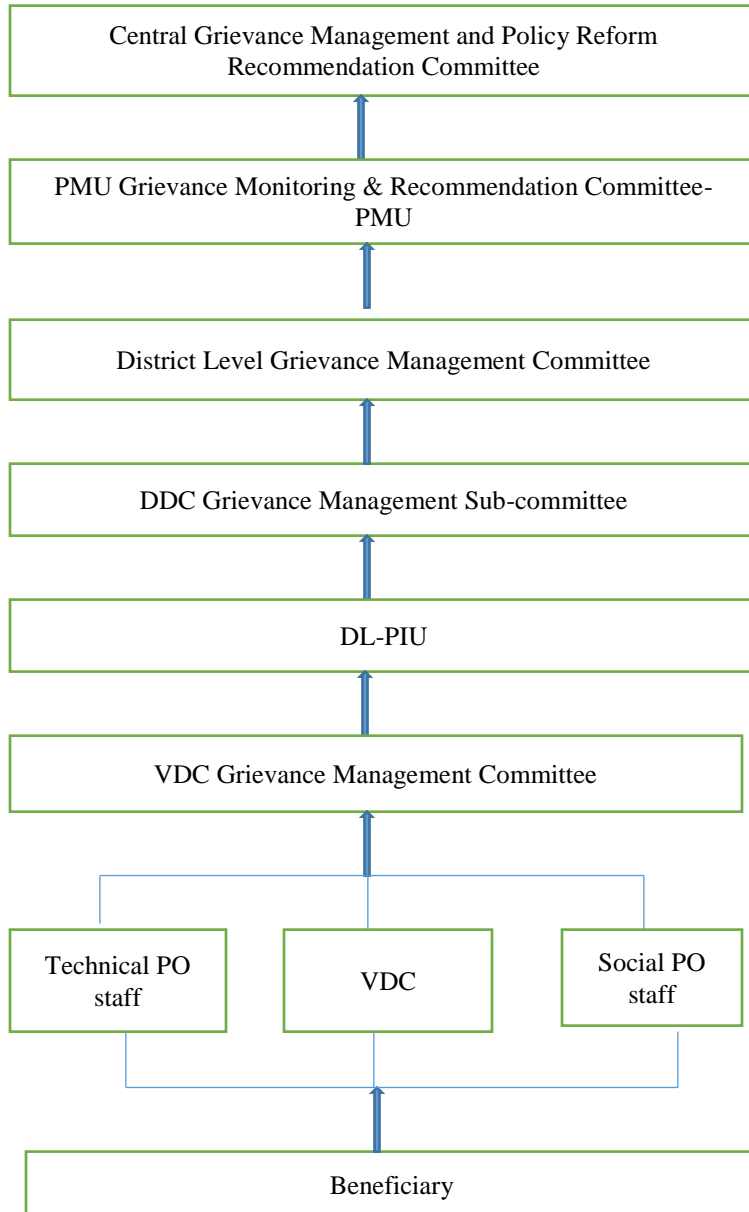 Central Grievance Management and Policy Reform
Recommendation Committee
PMU Grievance Monitoring & Recommendation Committee-
PMU
District Level Grievance Management Committee
DDC Grievance Management Sub-committee
DL-PIU
VDC Grievance Management Committee
Technical PO
staff
VDC
Social PO
staff
Beneficiary